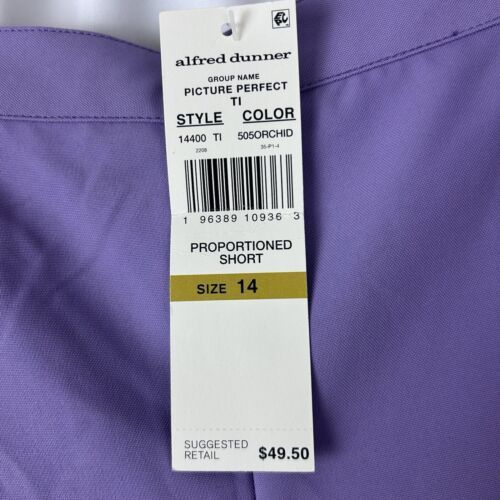 alfred dunner
GROUP NAME
PICTURE PERFECT
TI
STYLE COLOR
14400 TI 505ORCHID
2208 35-P1-4
1 96389 10936 3
PROPORTIONED
SHORT
SIZE 14
SUGGESTED
RETAIL $49.50